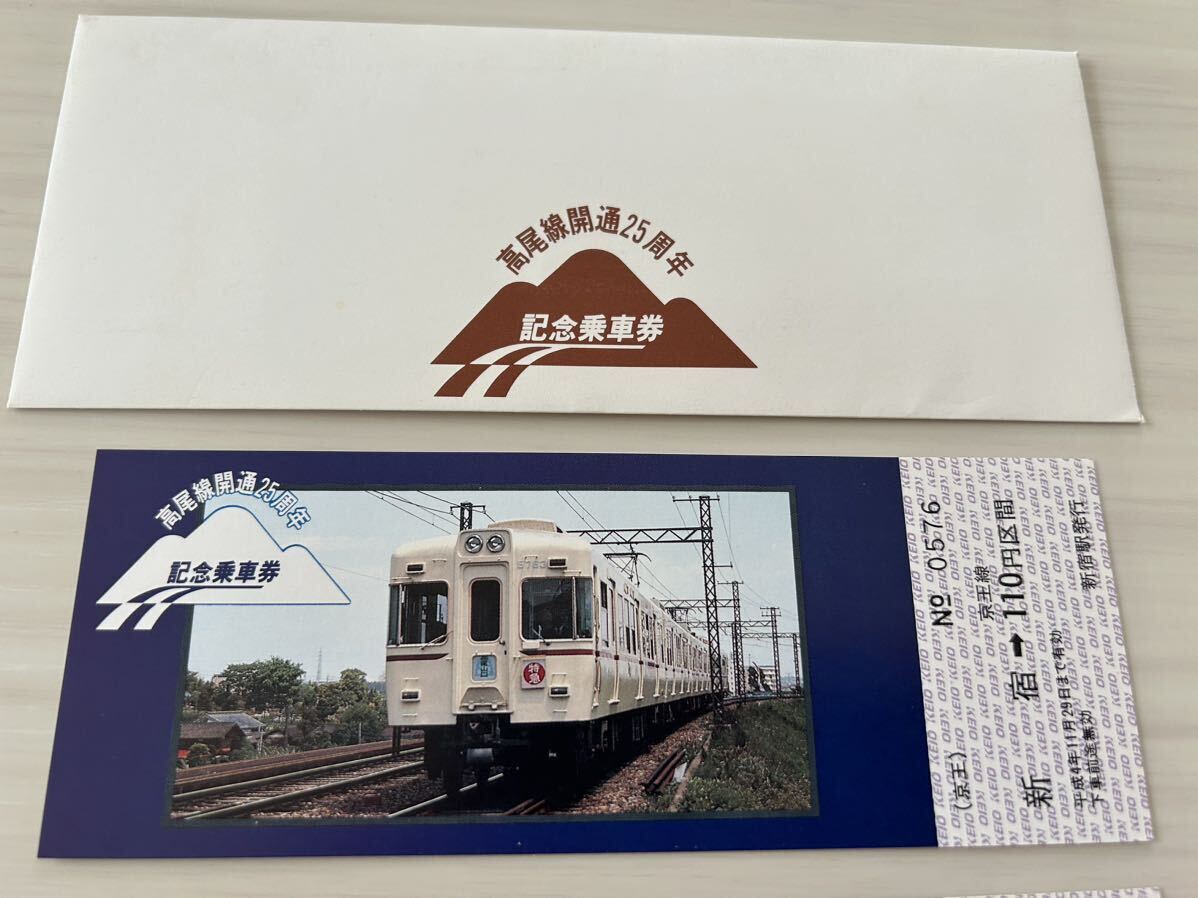 高尾線開通25周年
記念乗車券
高尾線開通25周年
記念乗車券
特急
№ 0576
(京王)
京王線
新宿→110円区間
平成4年11月29日まで有効
下車前途無効
新宿駅発行
KEIO